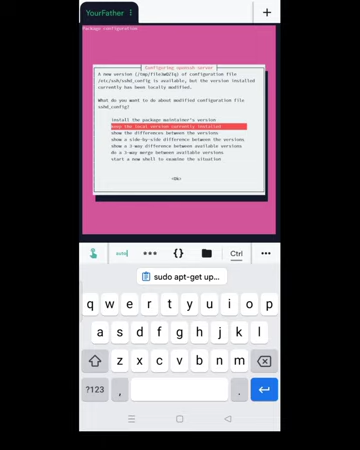 YourFather
Package configuration
Configuring openssh-server
A new version (/tmp/fileSWDC1q) of configuration file
/etc/ssh/sshd_config is available, but the version installed
currently has been locally modified.
What do you want to do about modified configuration file
sshd_config?
install the package maintainer's version
keep the local version currently installed
show the differences between the versions
show a side-by-side difference between the versions
show a 3-way difference between available versions
do a 3-way merge between available versions
start a new shell to examine the situation
<Ok>
auto
{}
Ctrl
sudo apt-get up...
q w e r t y u i o p
a s d f g h j k l
z x c v b n m
?123 , .